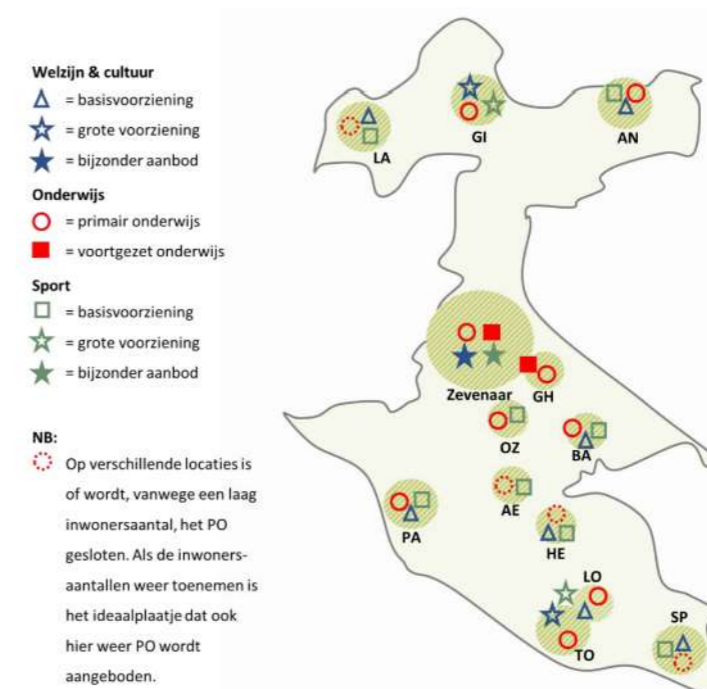 Welzijn & cultuur
= basisvoorziening
= grote voorziening
= bijzonder aanbod
Onderwijs
= primair onderwijs
= voortgezet onderwijs
Sport
= basisvoorziening
= grote voorziening
= bijzonder aanbod
NB:
Op verschillende locaties is
of wordt, vanwege een laag
inwonersaantal, het PO
gesloten. Als de inwoners-
aantallen weer toenemen is
het ideaalplaatje dat ook
hier weer PO wordt
aangeboden.
LA
GI
AN
Zevenaar
GH
OZ
BA
AE
PA
HE
LO
TO
SP